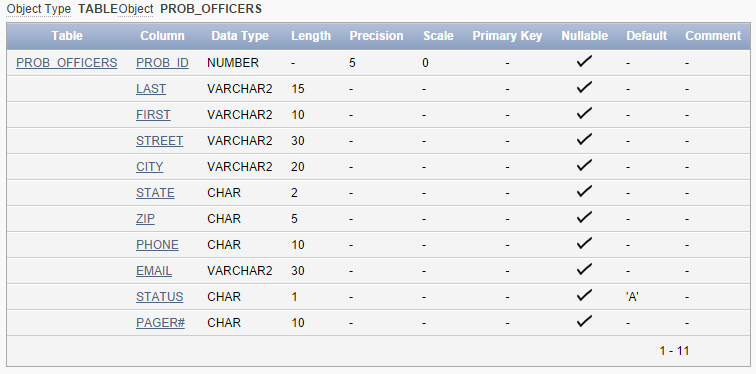 Object Type TABLE Object PROB_OFFICERS
Table Column Data Type Length Precision Scale Primary Key Nullable Default Comment
PROB_OFFICERS PROB_ID NUMBER - 5 0 - ✓ - -
LAST VARCHAR2 15 - - - ✓ - -
FIRST VARCHAR2 10 - - - ✓ - -
STREET VARCHAR2 30 - - - ✓ - -
CITY VARCHAR2 20 - - - ✓ - -
STATE CHAR 2 - - - ✓ - -
ZIP CHAR 5 - - - ✓ - -
PHONE CHAR 10 - - - ✓ - -
EMAIL VARCHAR2 30 - - - ✓ - -
STATUS CHAR 1 - - - ✓ 'A' -
PAGER# CHAR 10 - - - ✓ - -
1 - 11